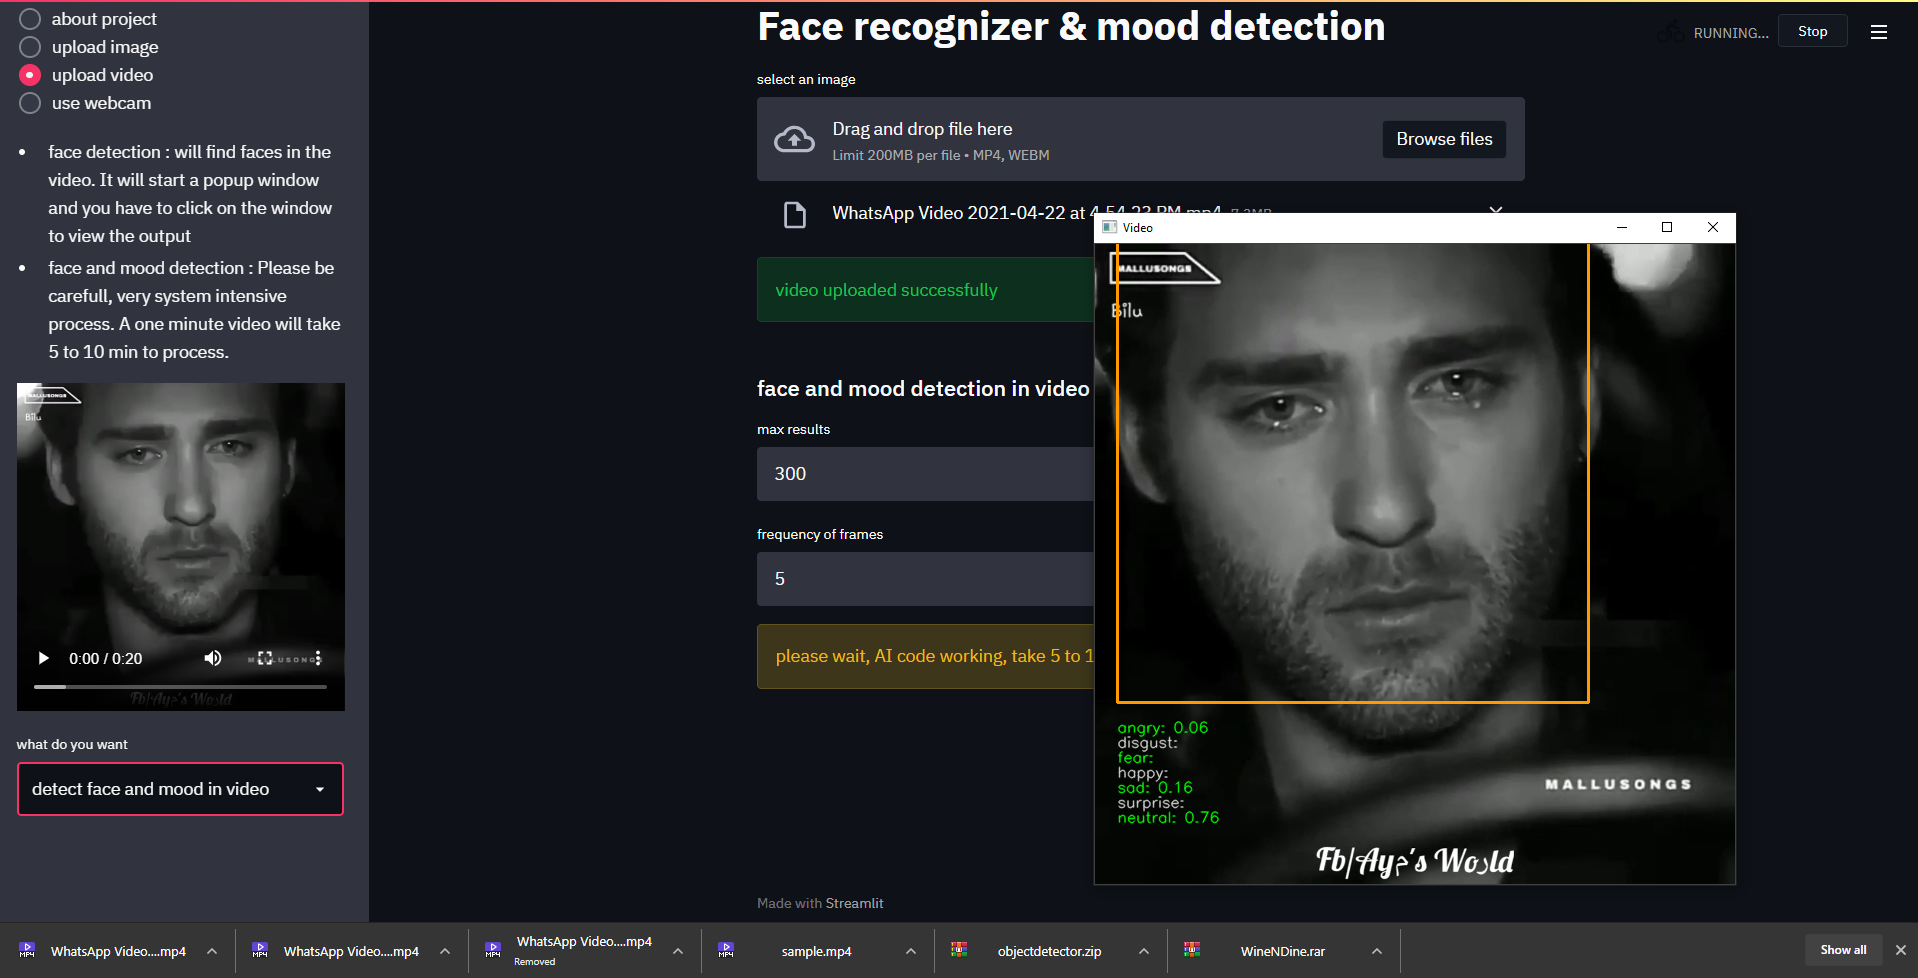 about project
upload image
upload video
use webcam
face detection : will find faces in the
video. It will start a popup window
and you have to click on the window
to view the output
face and mood detection : Please be
carefull, very system intensive
process. A one minute video will take
5 to 10 min to process.
MALLUSONGS
Bilu
0:00 / 0:20
MALLUSONGS
what do you want
detect face and mood in video
Face recognizer & mood detection
RUNNING...
Stop
select an image
Drag and drop file here
Limit 200MB per file • MP4, WEBM
Browse files
WhatsApp Video 2021-04-22 at 4.54.23 PM.mp4 7.3MB
video uploaded successfully
face and mood detection in video
max results
300
frequency of frames
5
please wait, AI code working, take 5 to 1
Made with Streamlit
Video
MALLUSONGS
Bilu
angry: 0.06
disgust:
fear:
happy:
sad: 0.16
surprise:
neutral: 0.76
MALLUSONGS
WhatsApp Video....mp4
WhatsApp Video....mp4
WhatsApp Video....mp4
Removed
sample.mp4
objectdetector.zip
WineNDine.rar
Show all